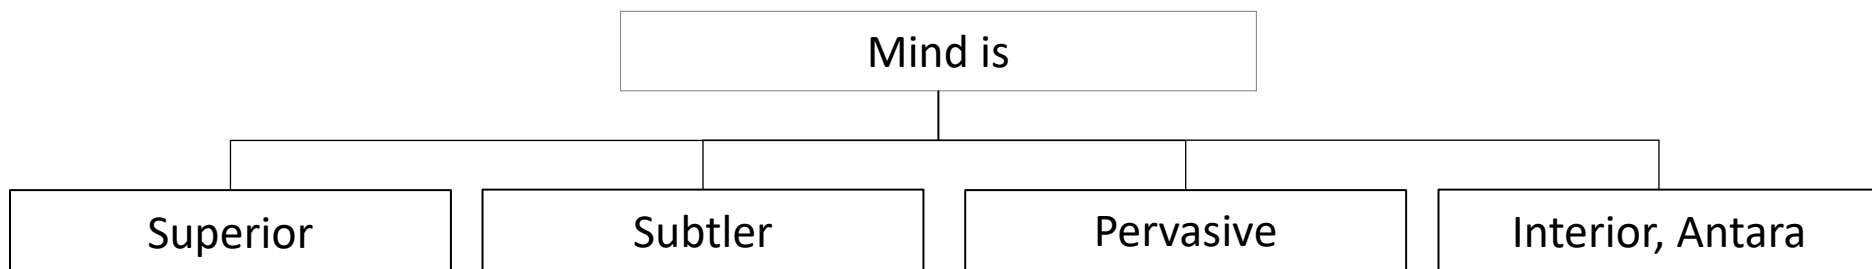 Mind is
Superior
Subtler
Pervasive
Interior, Antara